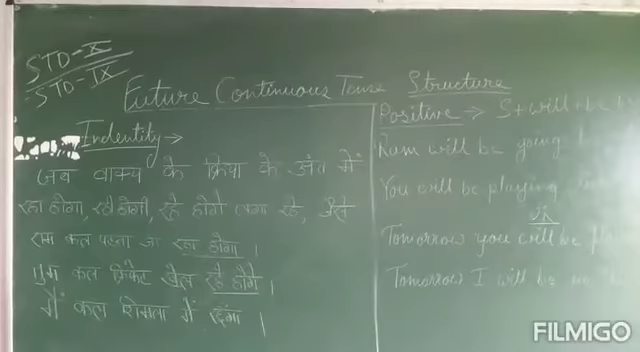 STD-X
STD-IX
Future Continuous Tense Structure
Indentity →
जब वाक्य के क्रिया के अंत में
रहा होगा, रही होगी, रहे होगे लगा रहे, जैसे
राम कल पटना जा रहा होगा ।
तुम कल क्रिकेट खेल रहे होगे ।
मैं कल शिमला में हूँगा ।
Positive → S+will+be
Ram will be going
You will be playing
OR
Tomorrow you will be
Tomorrow I will be
FILMIGO